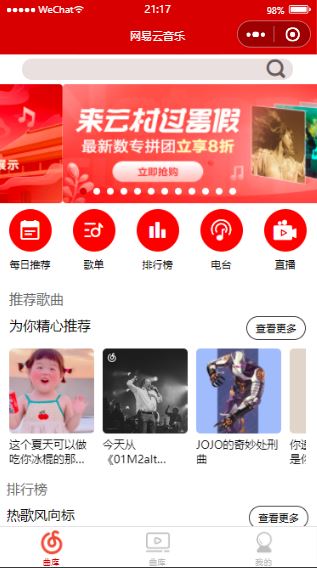 WeChat
21:17
98%
网易云音乐
展示
来云村过暑假
最新数专拼团立享8折
立即抢购
每日推荐
歌单
排行榜
电台
直播
推荐歌曲
为你精心推荐
查看更多
这个夏天可以做
吃你冰棍的那...
今天从
《01M2alt...
JOJO的奇妙处刑
曲
你
是你
排行榜
热歌风向标
查看更多
曲库
曲库
我的